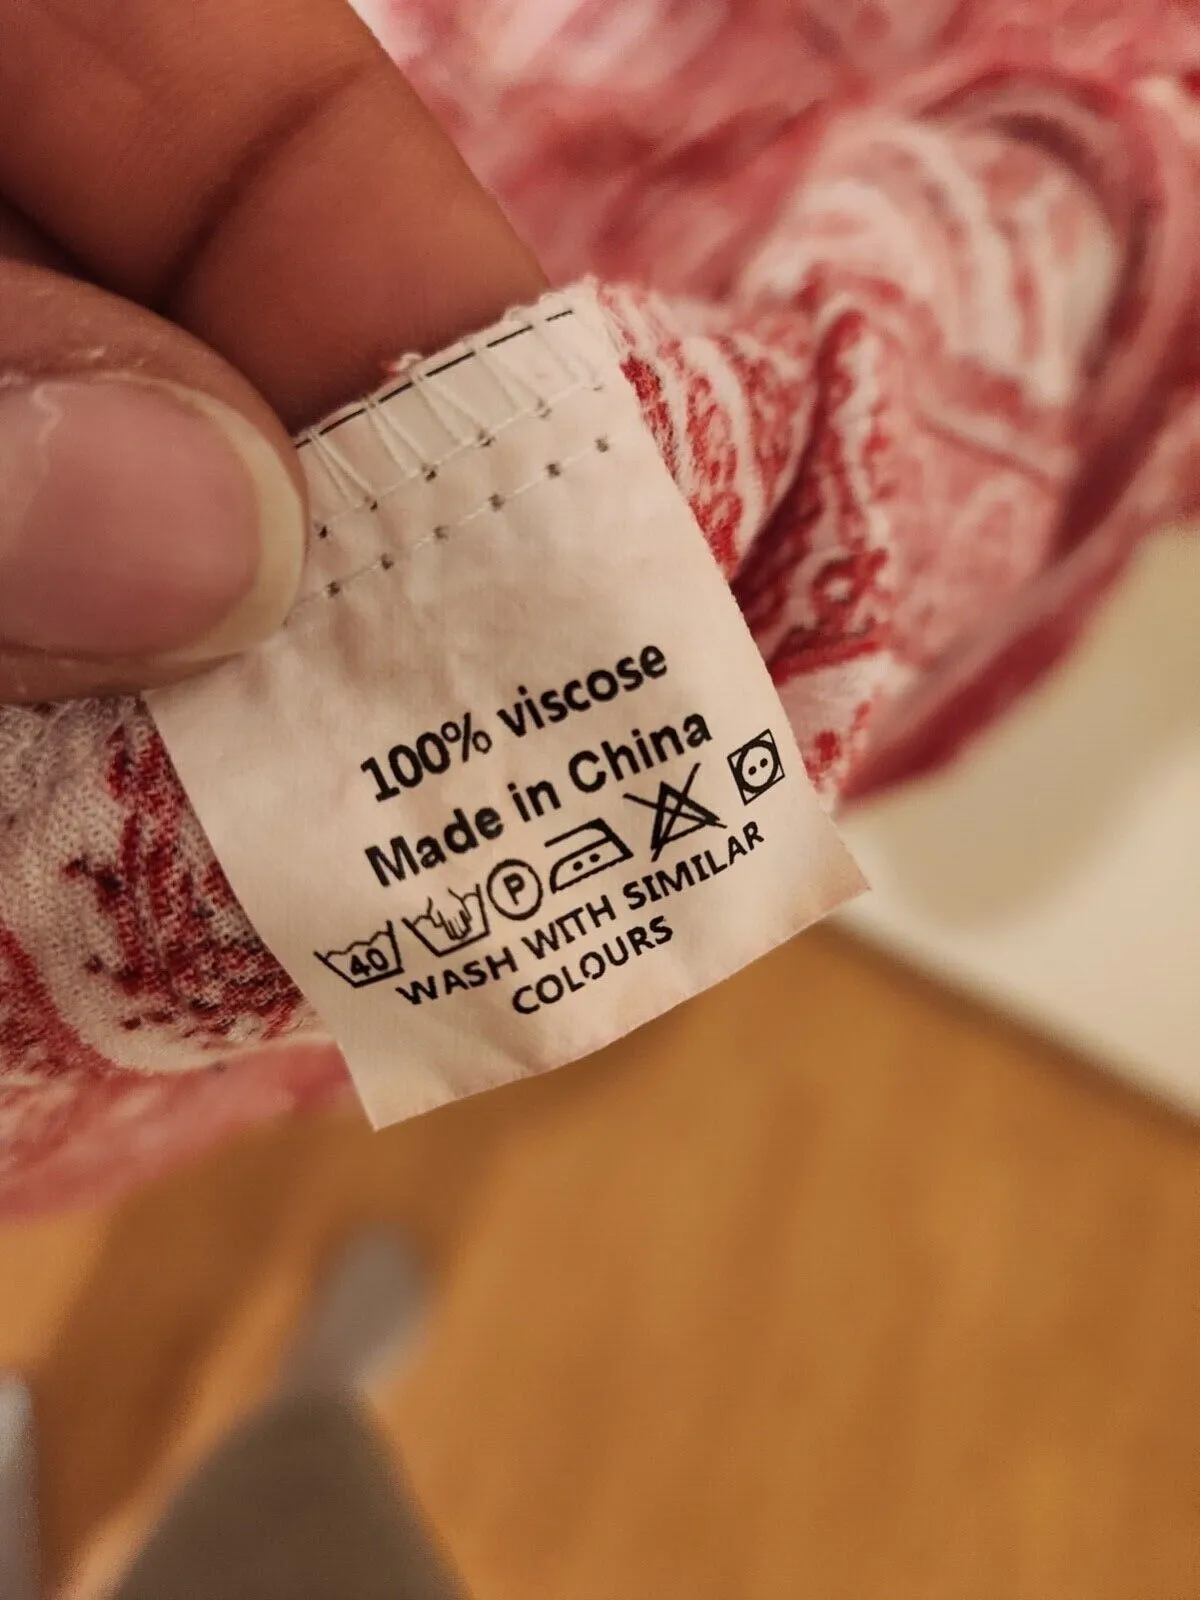 100% viscose
Made in China
40 P
WASH WITH SIMILAR
COLOURS